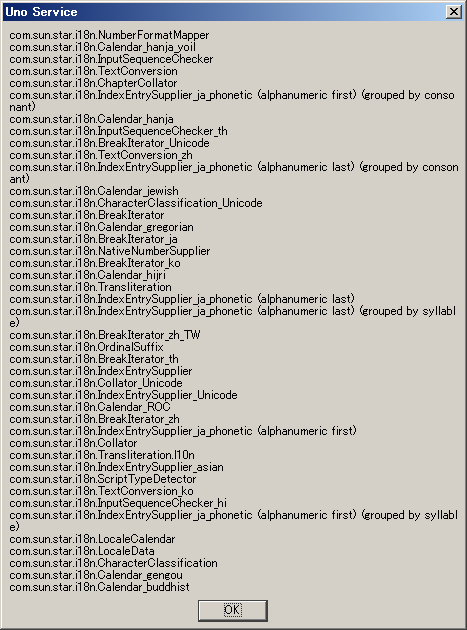 Uno Service
com.sun.star.i18n.NumberFormatMapper
com.sun.star.i18n.Calendar_hanja_yoil
com.sun.star.i18n.InputSequenceChecker
com.sun.star.i18n.TextConversion
com.sun.star.i18n.ChapterCollator
com.sun.star.i18n.IndexEntrySupplier_ja_phonetic (alphanumeric first) (grouped by conso
nant)
com.sun.star.i18n.Calendar_hanja
com.sun.star.i18n.InputSequenceChecker_th
com.sun.star.i18n.BreakIterator_Unicode
com.sun.star.i18n.TextConversion_zh
com.sun.star.i18n.IndexEntrySupplier_ja_phonetic (alphanumeric last) (grouped by conson
ant)
com.sun.star.i18n.Calendar_jewish
com.sun.star.i18n.CharacterClassification_Unicode
com.sun.star.i18n.BreakIterator
com.sun.star.i18n.Calendar_gregorian
com.sun.star.i18n.BreakIterator_ja
com.sun.star.i18n.NativeNumberSupplier
com.sun.star.i18n.BreakIterator_ko
com.sun.star.i18n.Calendar_hijri
com.sun.star.i18n.Transliteration
com.sun.star.i18n.IndexEntrySupplier_ja_phonetic (alphanumeric last)
com.sun.star.i18n.IndexEntrySupplier_ja_phonetic (alphanumeric last) (grouped by syllabl
e)
com.sun.star.i18n.BreakIterator_zh_TW
com.sun.star.i18n.OrdinalSuffix
com.sun.star.i18n.BreakIterator_th
com.sun.star.i18n.IndexEntrySupplier
com.sun.star.i18n.Collator_Unicode
com.sun.star.i18n.IndexEntrySupplier_Unicode
com.sun.star.i18n.Calendar_ROC
com.sun.star.i18n.BreakIterator_zh
com.sun.star.i18n.IndexEntrySupplier_ja_phonetic (alphanumeric first)
com.sun.star.i18n.Collator
com.sun.star.i18n.Transliteration.l10n
com.sun.star.i18n.IndexEntrySupplier_asian
com.sun.star.i18n.ScriptTypeDetector
com.sun.star.i18n.TextConversion_ko
com.sun.star.i18n.InputSequenceChecker_hi
com.sun.star.i18n.IndexEntrySupplier_ja_phonetic (alphanumeric first) (grouped by syllabl
e)
com.sun.star.i18n.LocaleCalendar
com.sun.star.i18n.LocaleData
com.sun.star.i18n.CharacterClassification
com.sun.star.i18n.Calendar_gengou
com.sun.star.i18n.Calendar_buddhist
OK